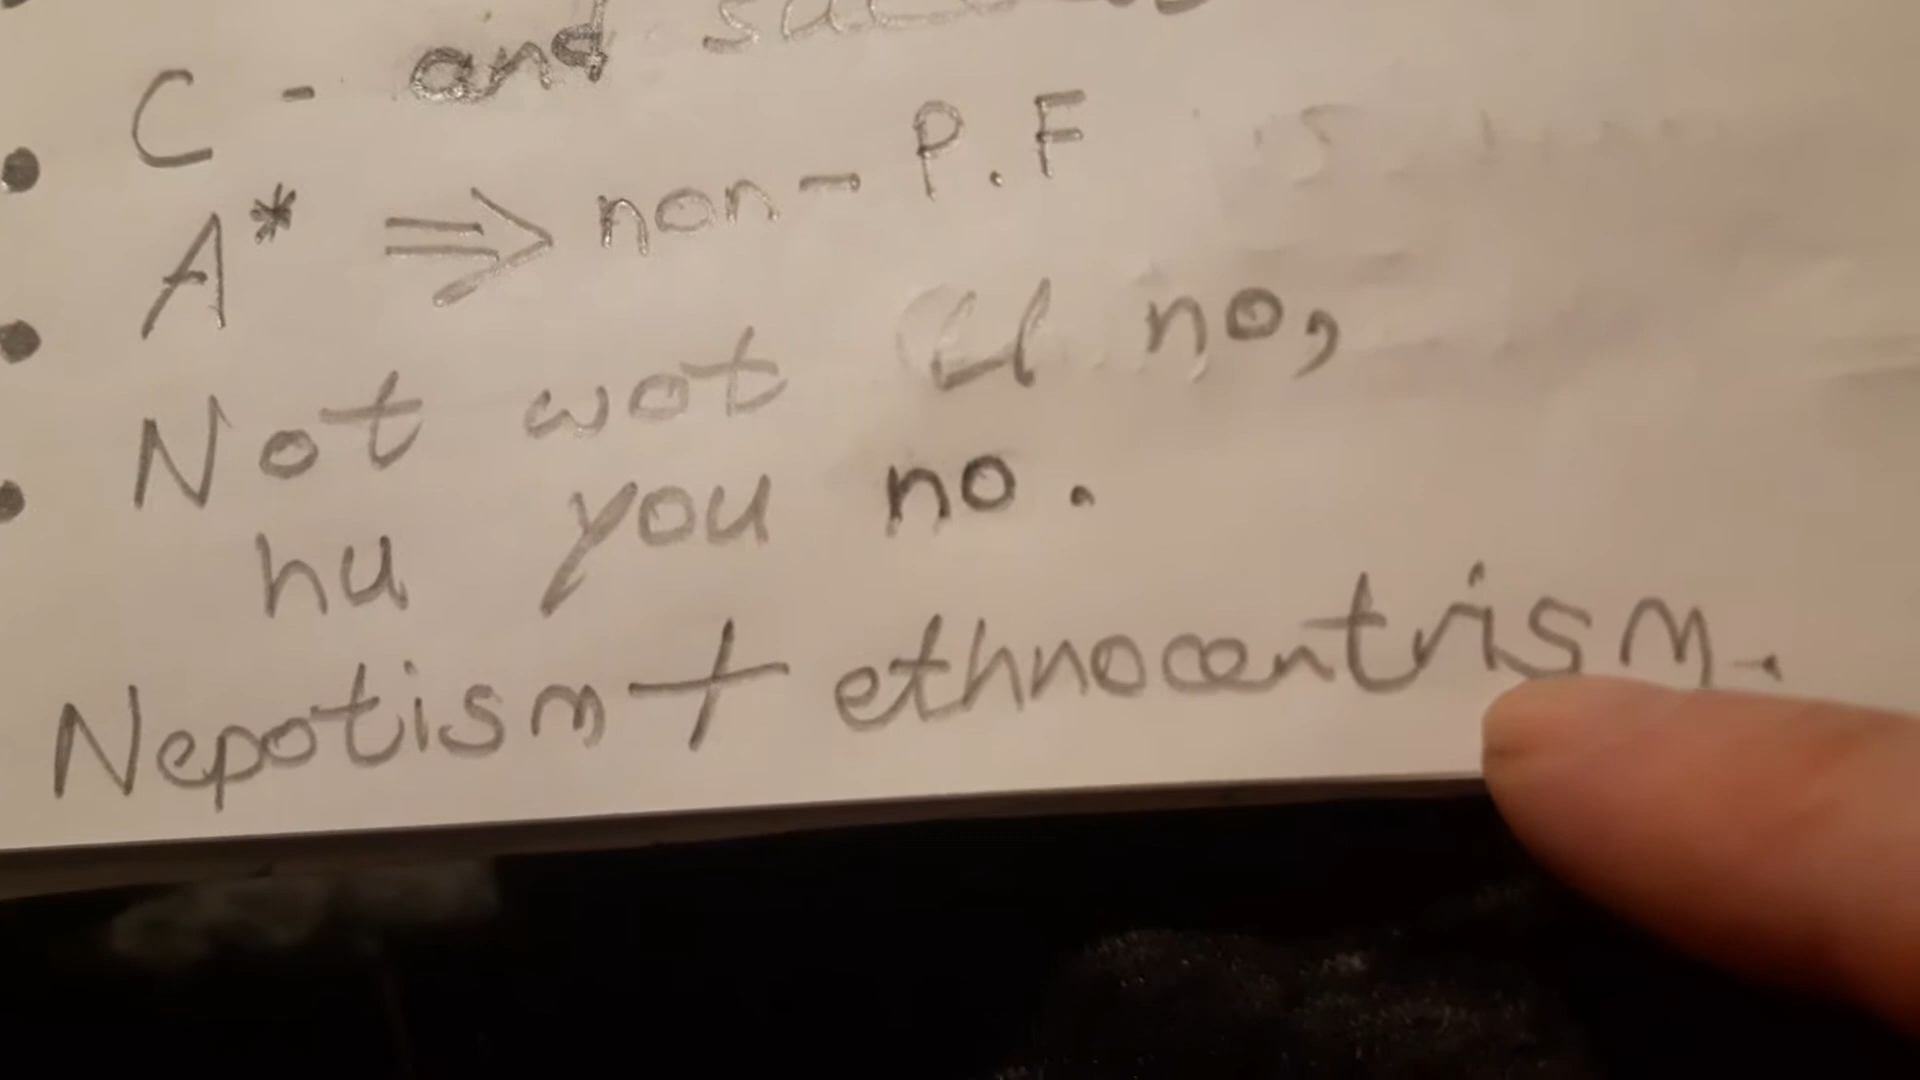 C - and
A* ⇒ non- P.F
Not wot U no,
hu you no.
Nepotism + ethnocentrism.